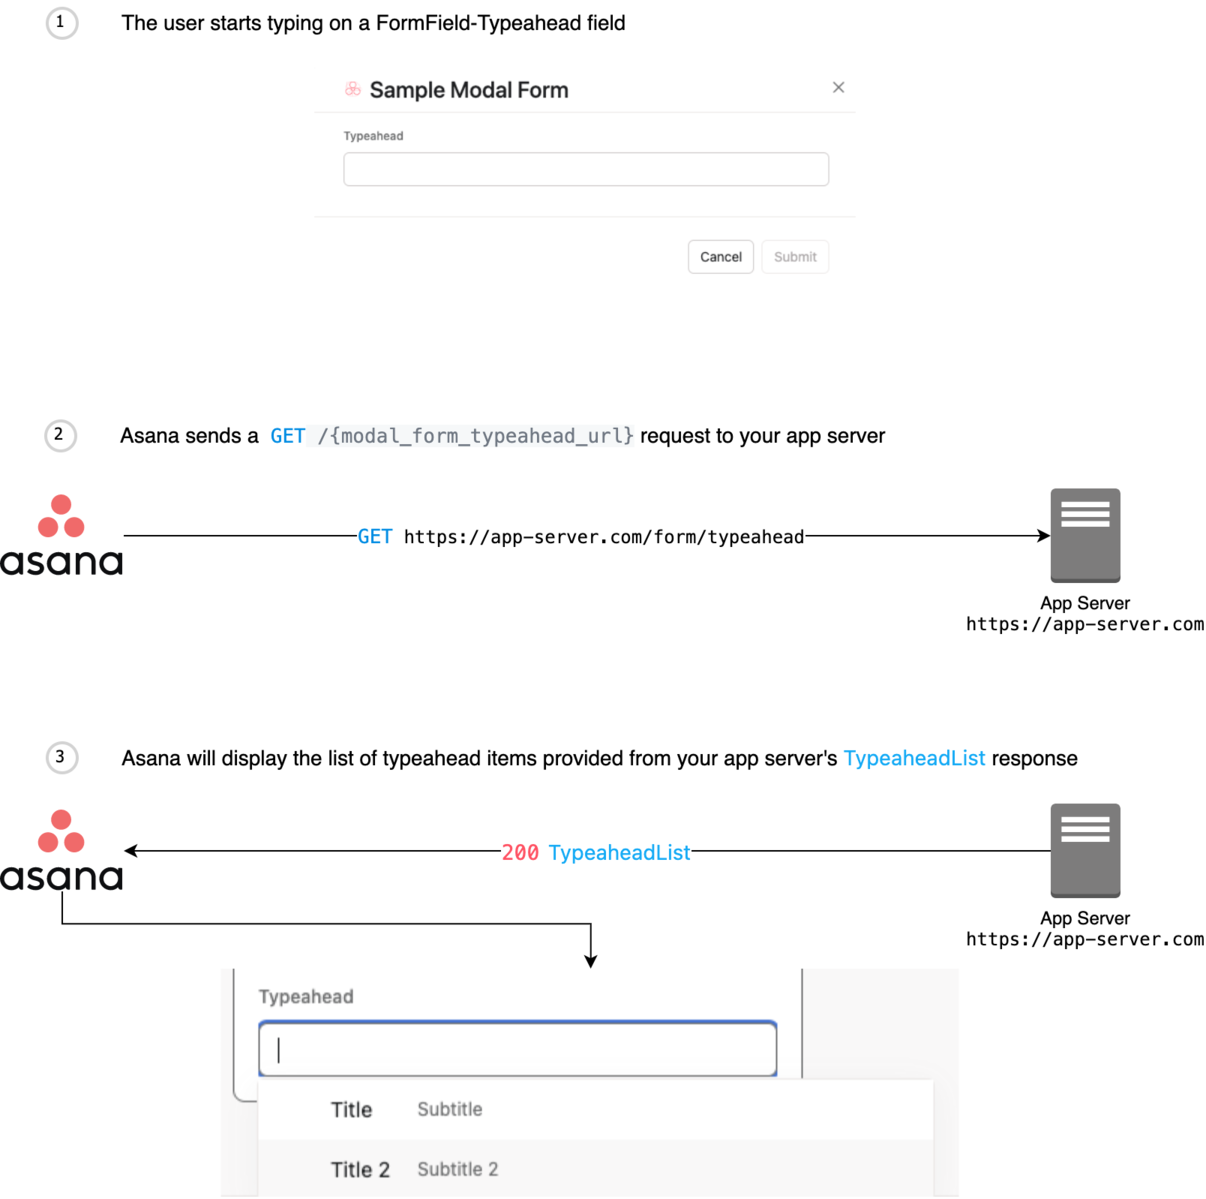 1 The user starts typing on a FormField-Typeahead field
Sample Modal Form ×
Typeahead
Cancel Submit
2 Asana sends a GET /{modal_form_typeahead_url} request to your app server
asana
GET https://app-server.com/form/typeahead
App Server
https://app-server.com
3 Asana will display the list of typeahead items provided from your app server's TypeaheadList response
asana
200 TypeaheadList
App Server
https://app-server.com
Typeahead
Title Subtitle
Title 2 Subtitle 2